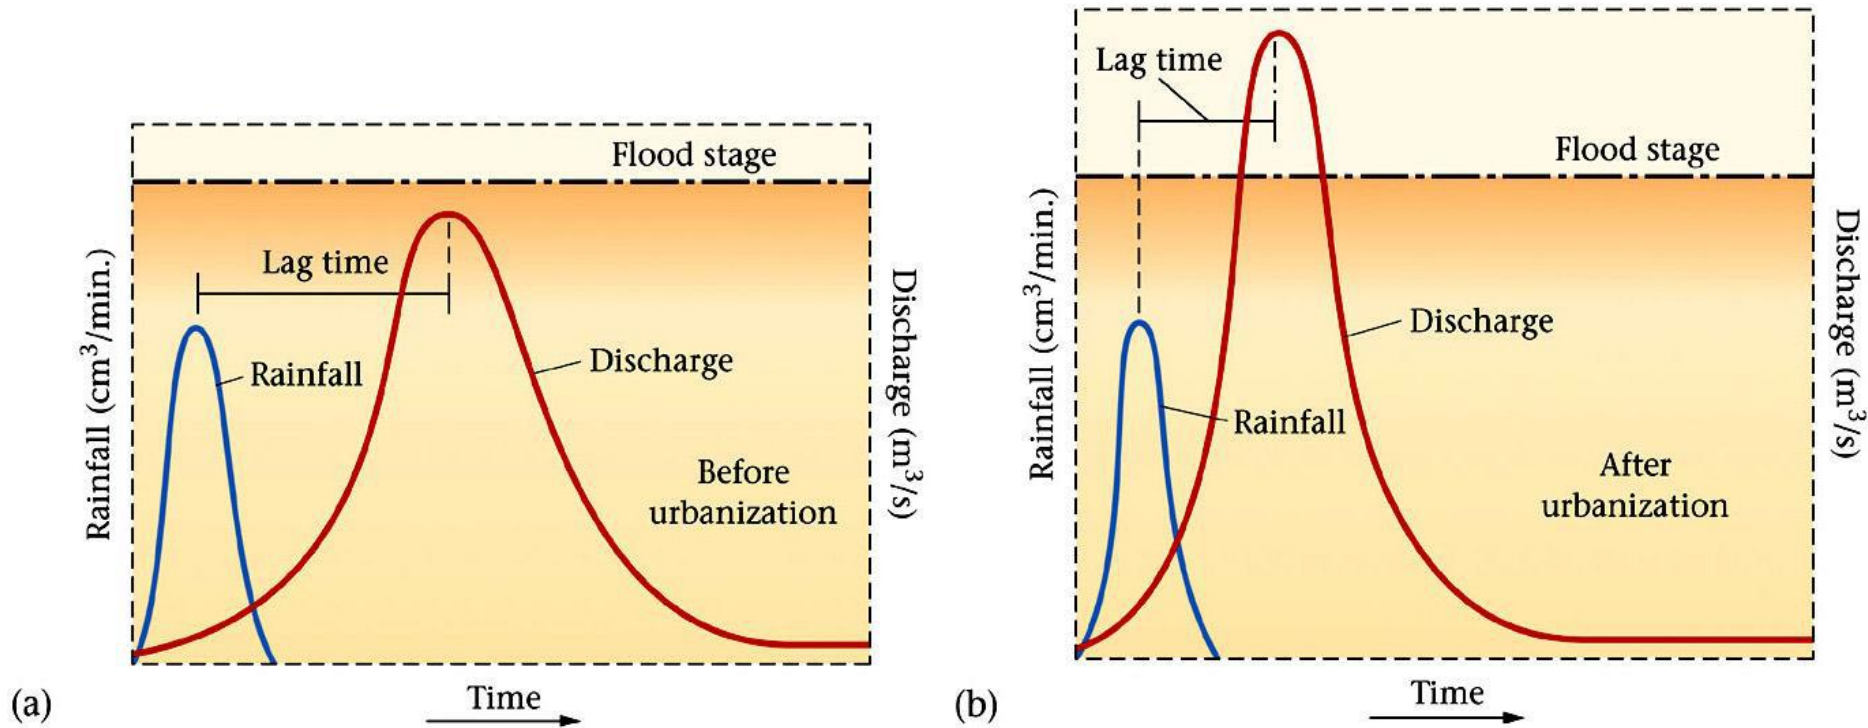 Flood stage
Lag time
Rainfall
Discharge
Before
urbanization
Rainfall (cm³/min.)
Discharge (m³/s)
Time
(a)
Lag time
Flood stage
Discharge
Rainfall
After
urbanization
Rainfall (cm³/min.)
Discharge (m³/s)
Time
(b)